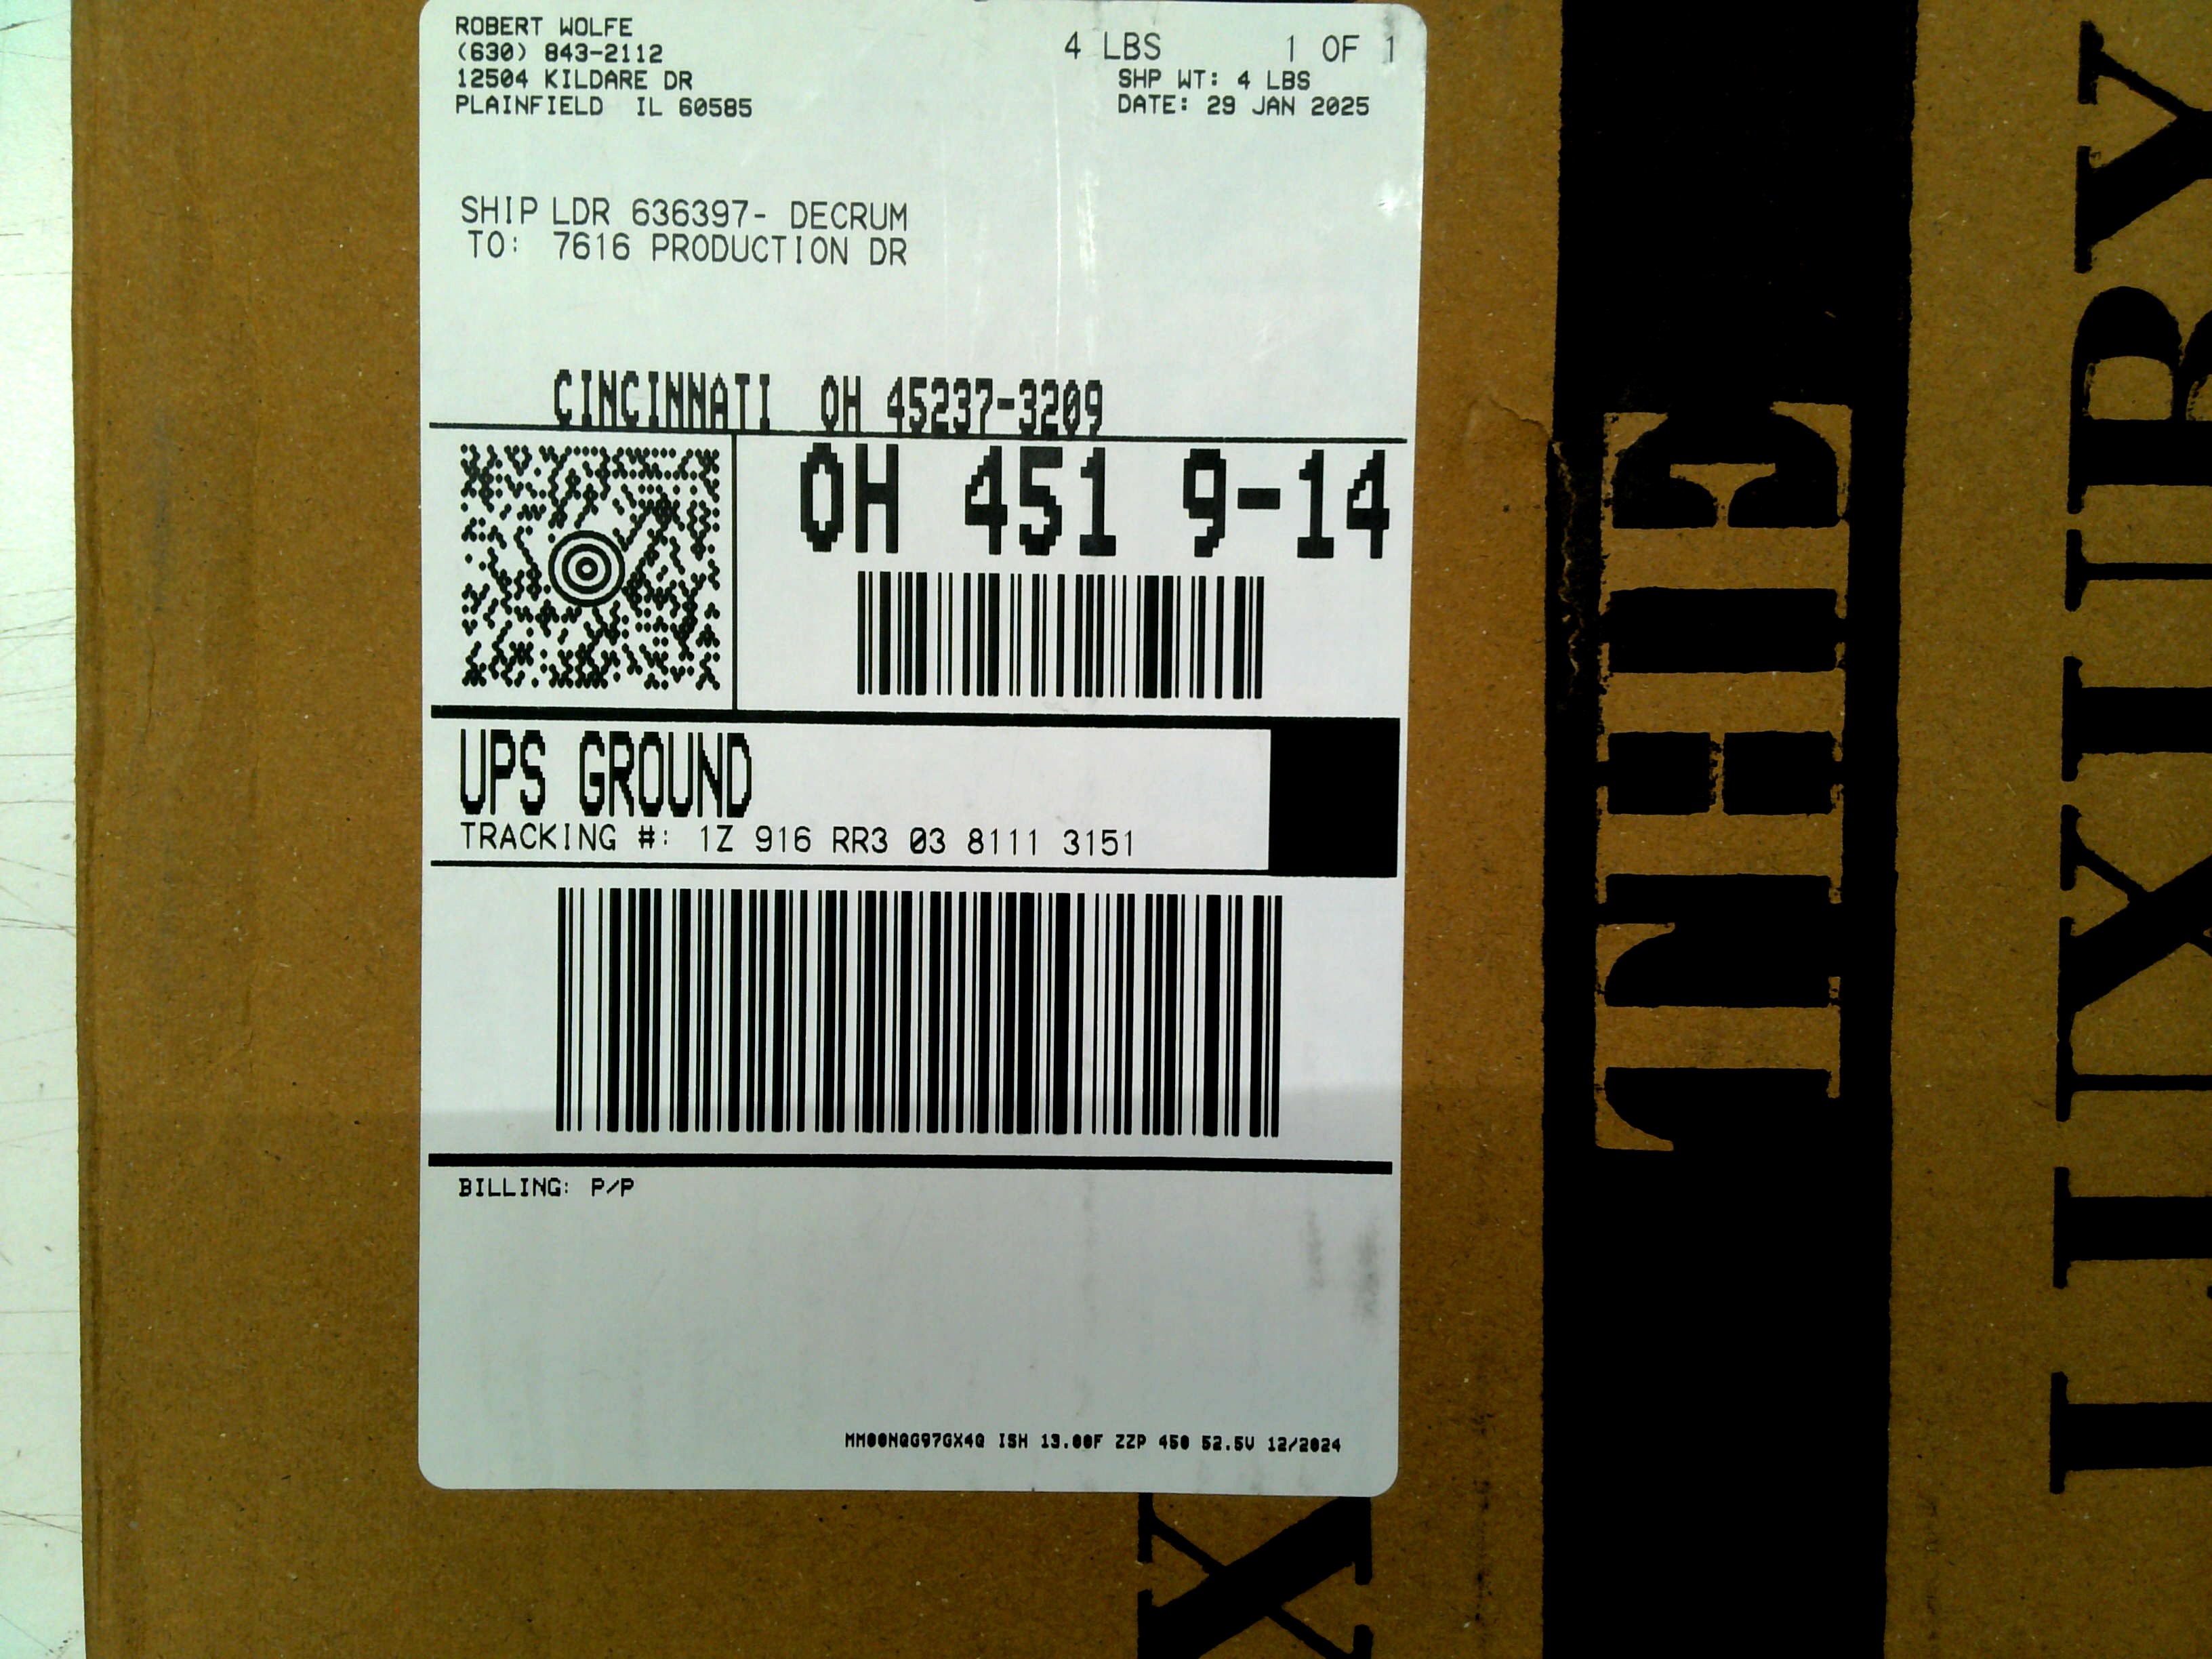 ROBERT WOLFE
(630) 843-2112
12504 KILDARE DR
PLAINFIELD IL 60585
4 LBS 1 OF 1
SHP WT: 4 LBS
DATE: 29 JAN 2025
SHIP LDR 636397- DECRUM
TO: 7616 PRODUCTION DR
CINCINNATI OH 45237-3209
OH 451 9-14
UPS GROUND
TRACKING #: 1Z 916 RR3 03 8111 3151
BILLING: P/P
MM00NQG97GX4Q ISH 13.00F ZZP 450 52.5V 12/2024
THE
LUXURY
X